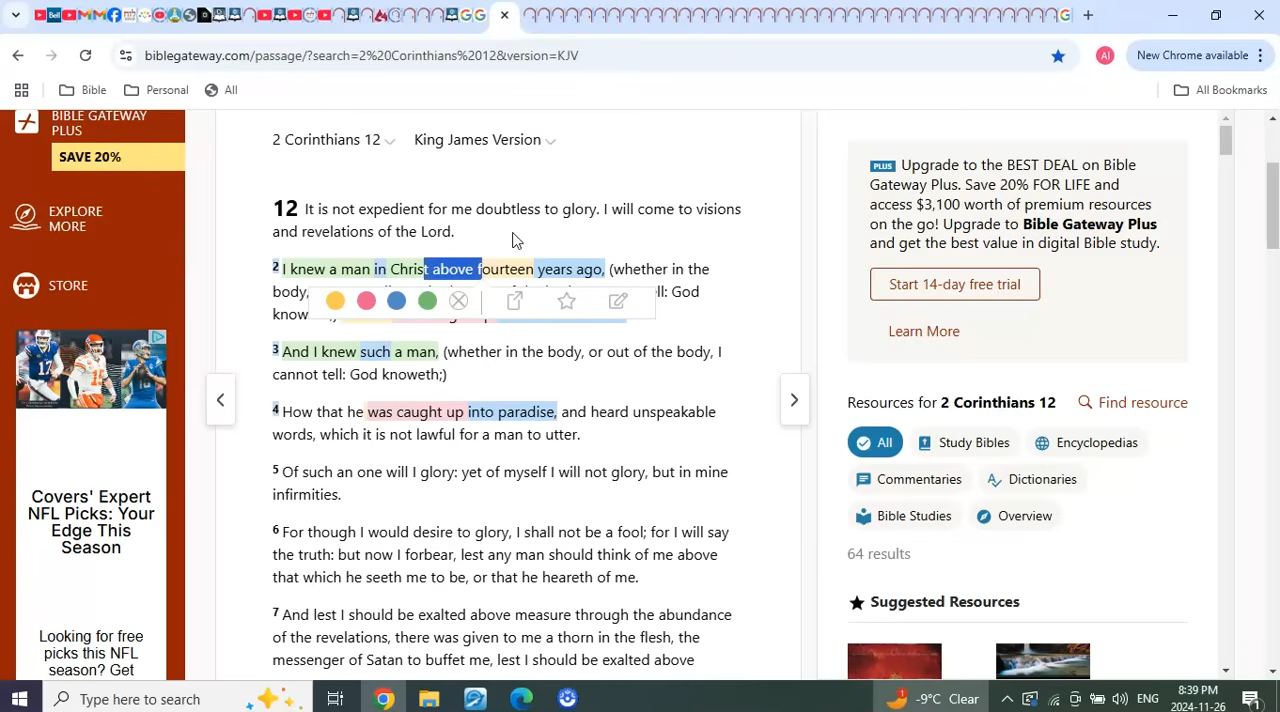 biblegateway.com/passage/?search=2%20Corinthians%2012&version=KJV
AI
New Chrome available
Bible
Personal
All
All Bookmarks
BIBLE GATEWAY
PLUS
SAVE 20%
EXPLORE
MORE
STORE
Covers' Expert
NFL Picks: Your
Edge This
Season
Looking for free
picks this NFL
season? Get
2 Corinthians 12
King James Version
12 It is not expedient for me doubtless to glory. I will come to visions
and revelations of the Lord.
2 I knew a man in Christ above fourteen years ago, (whether in the
body,
ell: God
know
3 And I knew such a man, (whether in the body, or out of the body, I
cannot tell: God knoweth;)
4 How that he was caught up into paradise, and heard unspeakable
words, which it is not lawful for a man to utter.
5 Of such an one will I glory: yet of myself I will not glory, but in mine
infirmities.
6 For though I would desire to glory, I shall not be a fool; for I will say
the truth: but now I forbear, lest any man should think of me above
that which he seeth me to be, or that he heareth of me.
7 And lest I should be exalted above measure through the abundance
of the revelations, there was given to me a thorn in the flesh, the
messenger of Satan to buffet me, lest I should be exalted above
PLUS Upgrade to the BEST DEAL on Bible
Gateway Plus. Save 20% FOR LIFE and
access $3,100 worth of premium resources
on the go! Upgrade to Bible Gateway Plus
and get the best value in digital Bible study.
Start 14-day free trial
Learn More
Resources for 2 Corinthians 12
Find resource
All
Study Bibles
Encyclopedias
Commentaries
Dictionaries
Bible Studies
Overview
64 results
Suggested Resources
Type here to search
-9°C Clear
ENG
8:39 PM
2024-11-26